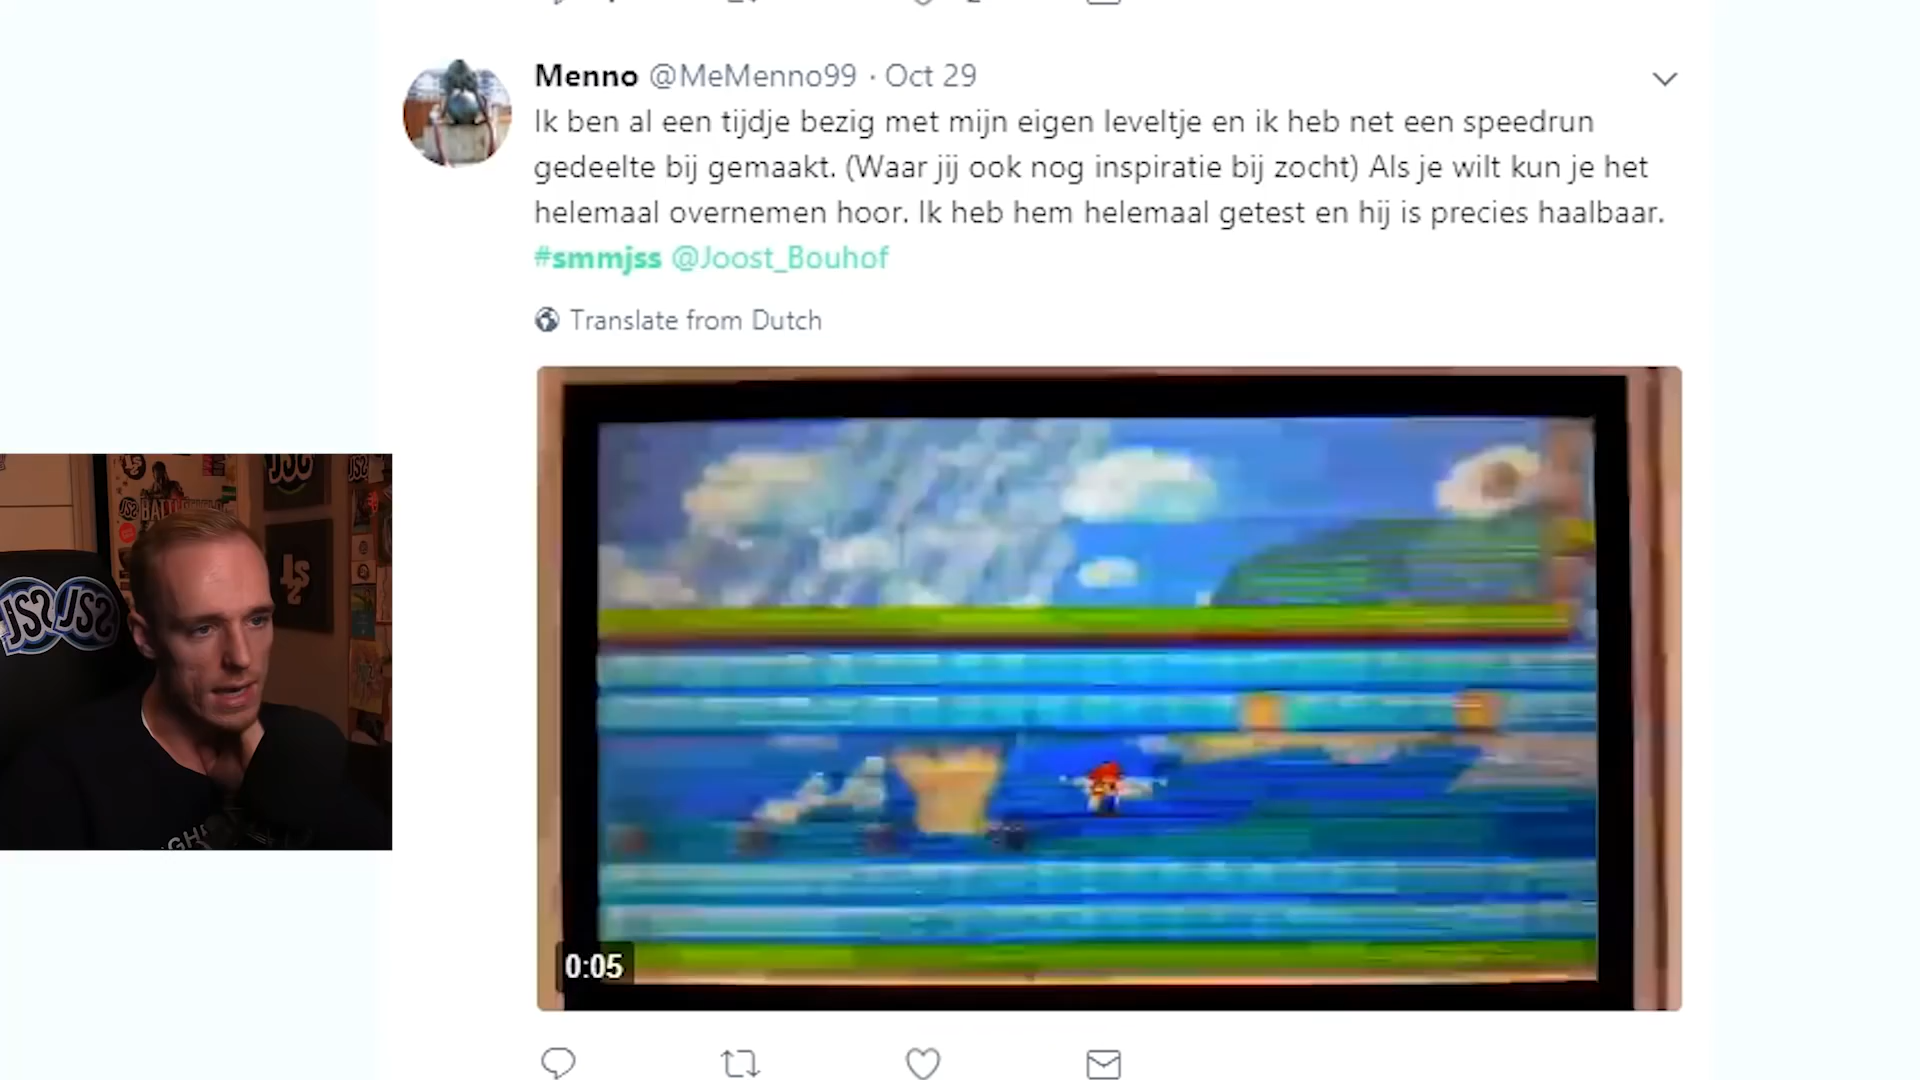 Menno @MeMenno99 · Oct 29
Ik ben al een tijdje bezig met mijn eigen leveltje en ik heb net een speedrun
gedeelte bij gemaakt. (Waar jij ook nog inspiratie bij zocht) Als je wilt kun je het
helemaal overnemen hoor. Ik heb hem helemaal getest en hij is precies haalbaar.
#smmjss @Joost_Bouhof
Translate from Dutch
0:05